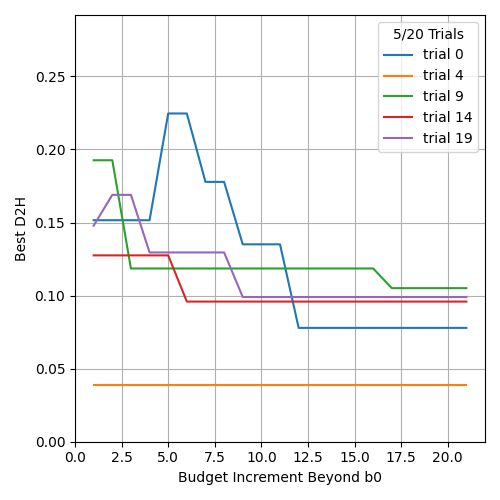 5/20 Trials
trial 0
trial 4
trial 9
trial 14
trial 19
0.25
0.20
0.15
0.10
0.05
0.00
Best D2H
0.0 2.5 5.0 7.5 10.0 12.5 15.0 17.5 20.0
Budget Increment Beyond b0